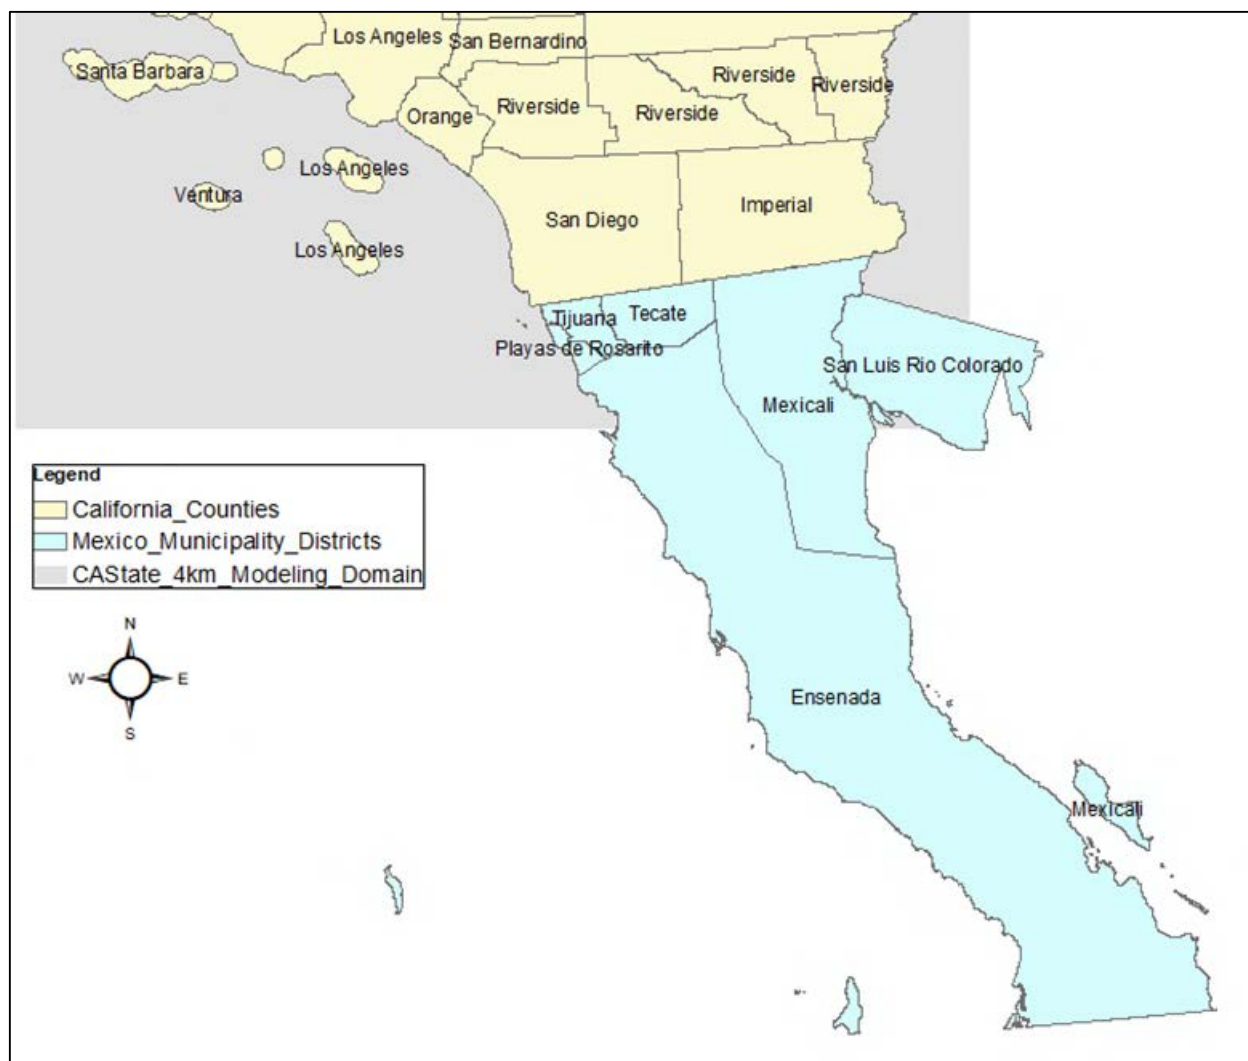 Los Angeles
San Bernardino
Santa Barbara
Riverside
Riverside
Riverside
Riverside
Orange
Los Angeles
Ventura
Imperial
San Diego
Los Angeles
Tecate
Tijuana
Playas de Rosarito
San Luis Rio Colorado
Mexicali
Legend
California_Counties
Mexico_Municipality_Districts
CAState_4km_Modeling_Domain
N
W E
S
Ensenada
Mexicali